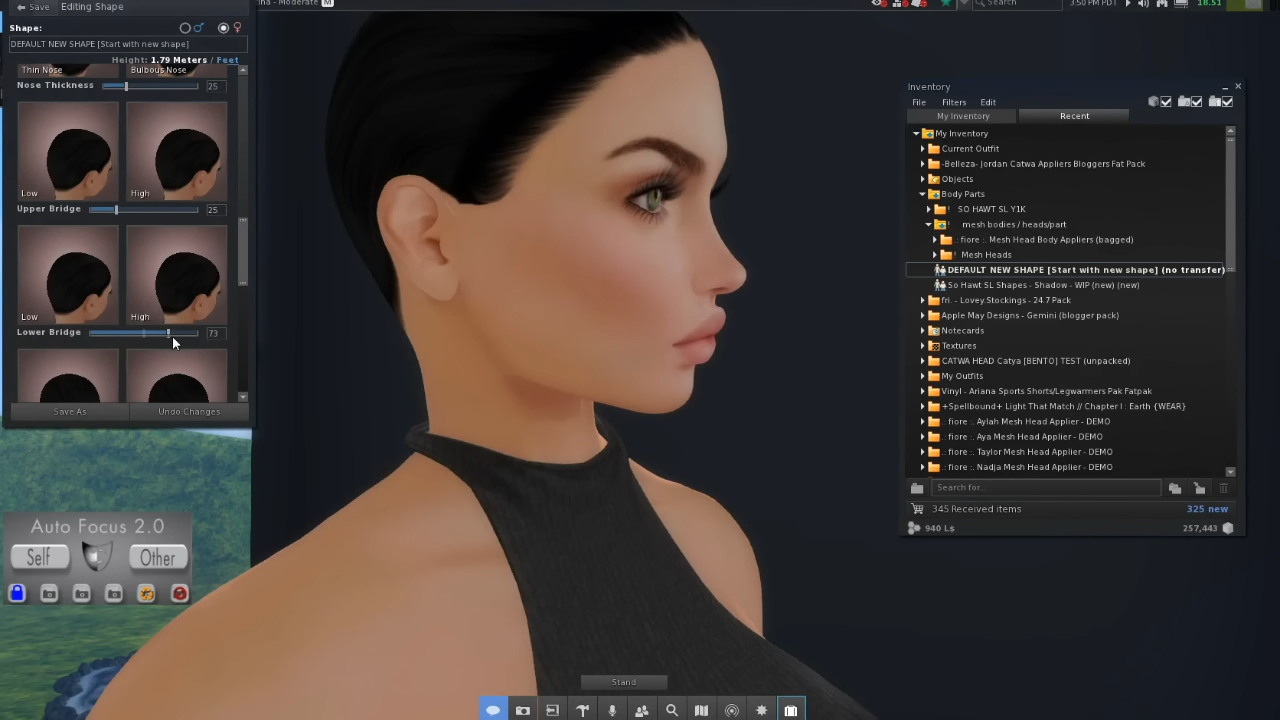 Save
Editing Shape
Shape:
DEFAULT NEW SHAPE [Start with new shape]
Height: 1.79 Meters / Feet
Thin Nose
Bulbous Nose
Nose Thickness
25
Low
High
Upper Bridge
25
Low
High
Lower Bridge
73
Save As
Undo Changes
Auto Focus 2.0
Self
Other
- Moderate
M
3:50 PM PDT
Search
18.51
Inventory
File
Filters
Edit
My Inventory
Recent
My Inventory
Current Outfit
-Belleza- Jordan Catwa Appliers Bloggers Fat Pack
Objects
Body Parts
! SO HAWT SL Y1K
! mesh bodies / heads/part
.: fiore :. Mesh Head Body Appliers (bagged)
! Mesh Heads
DEFAULT NEW SHAPE [Start with new shape] (no transfer)
So Hawt SL Shapes - Shadow - WIP (new) (new)
fri. - Lovey.Stockings - 24.7 Pack
Apple May Designs - Gemini (blogger pack)
Notecards
Textures
CATWA HEAD Catya [BENTO] TEST (unpacked)
My Outfits
Vinyl - Ariana Sports Shorts/Legwarmers Pak Fatpak
+Spellbound+ Light That Match // Chapter I : Earth {WEAR}
.: fiore :. Aylah Mesh Head Applier - DEMO
.: fiore :. Aya Mesh Head Applier - DEMO
.: fiore :. Taylor Mesh Head Applier - DEMO
.: fiore :. Nadja Mesh Head Applier - DEMO
Search for...
345 Received items
325 new
940 L$
257,443
Stand